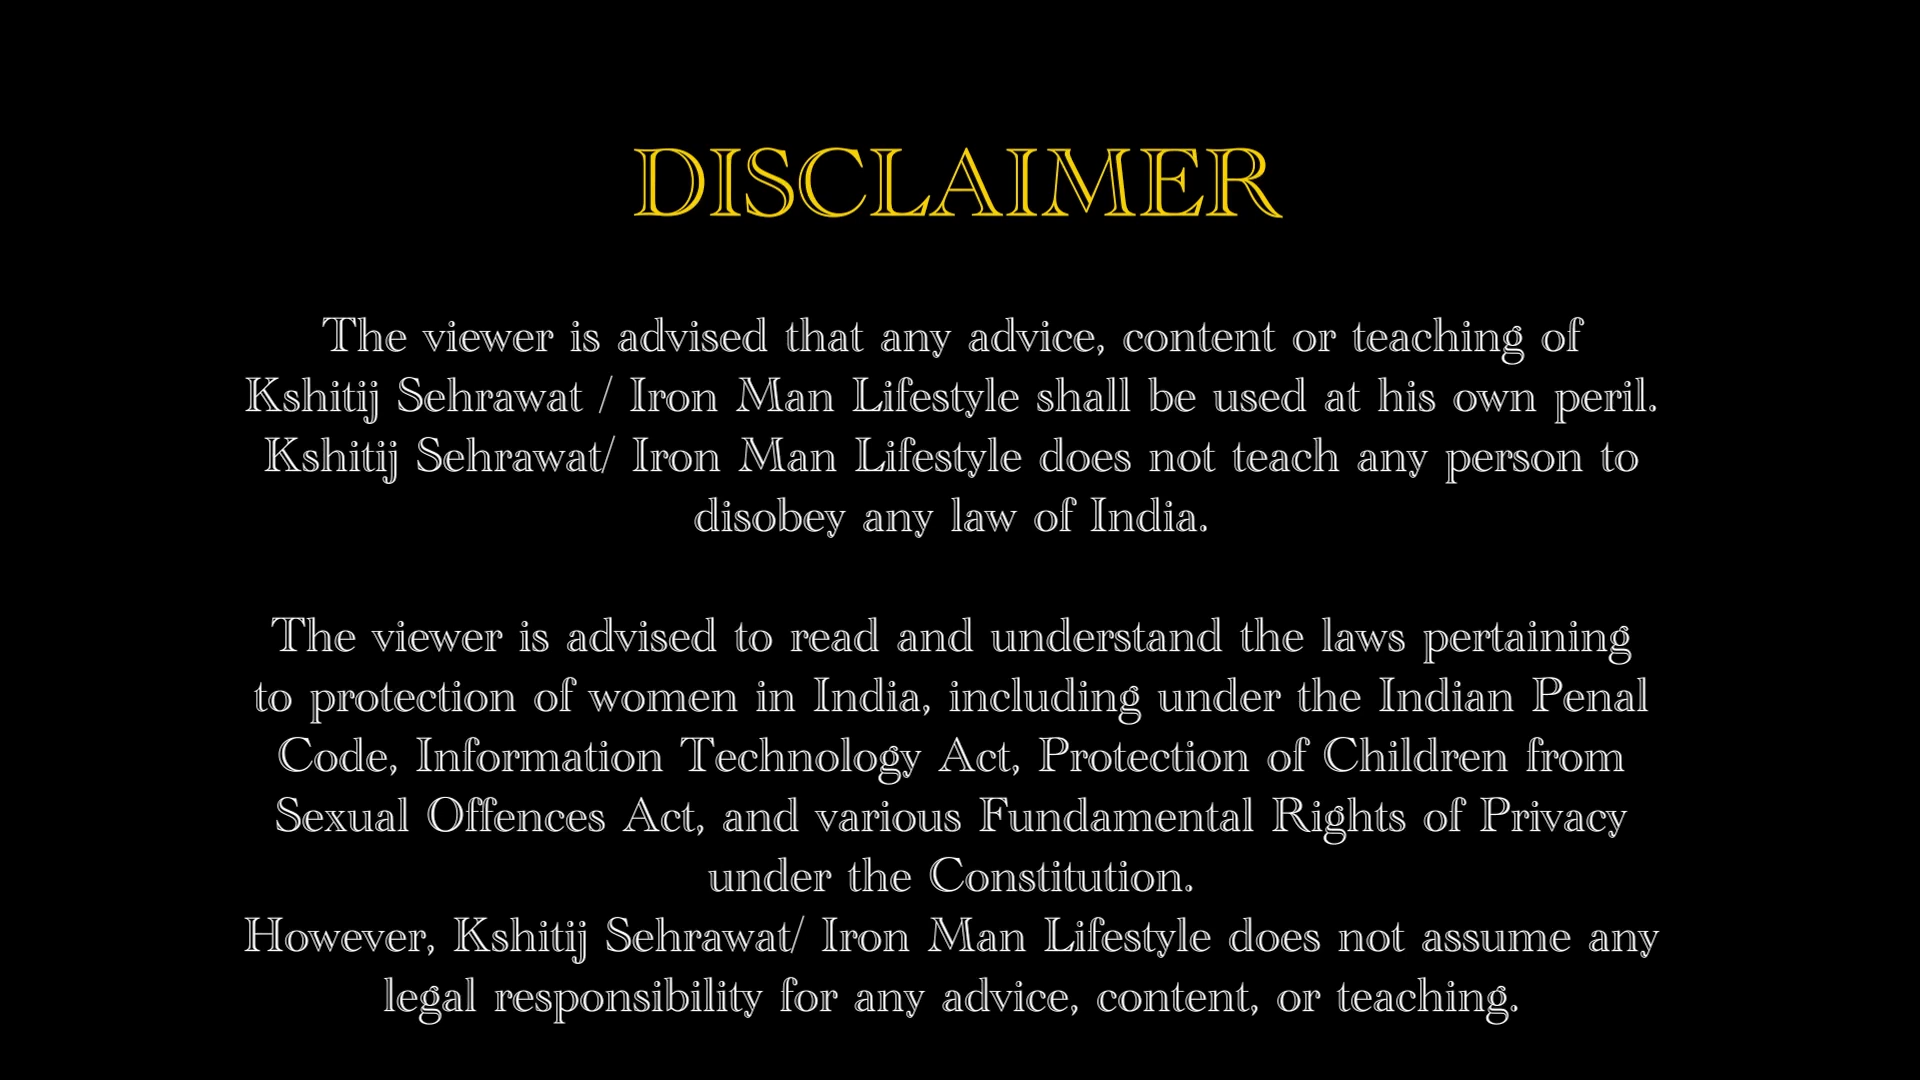 DISCLAIMER
The viewer is advised that any advice, content or teaching of
Kshitij Sehrawat / Iron Man Lifestyle shall be used at his own peril.
Kshitij Sehrawat/ Iron Man Lifestyle does not teach any person to
disobey any law of India.
The viewer is advised to read and understand the laws pertaining
to protection of women in India, including under the Indian Penal
Code, Information Technology Act, Protection of Children from
Sexual Offences Act, and various Fundamental Rights of Privacy
under the Constitution.
However, Kshitij Sehrawat/ Iron Man Lifestyle does not assume any
legal responsibility for any advice, content, or teaching.